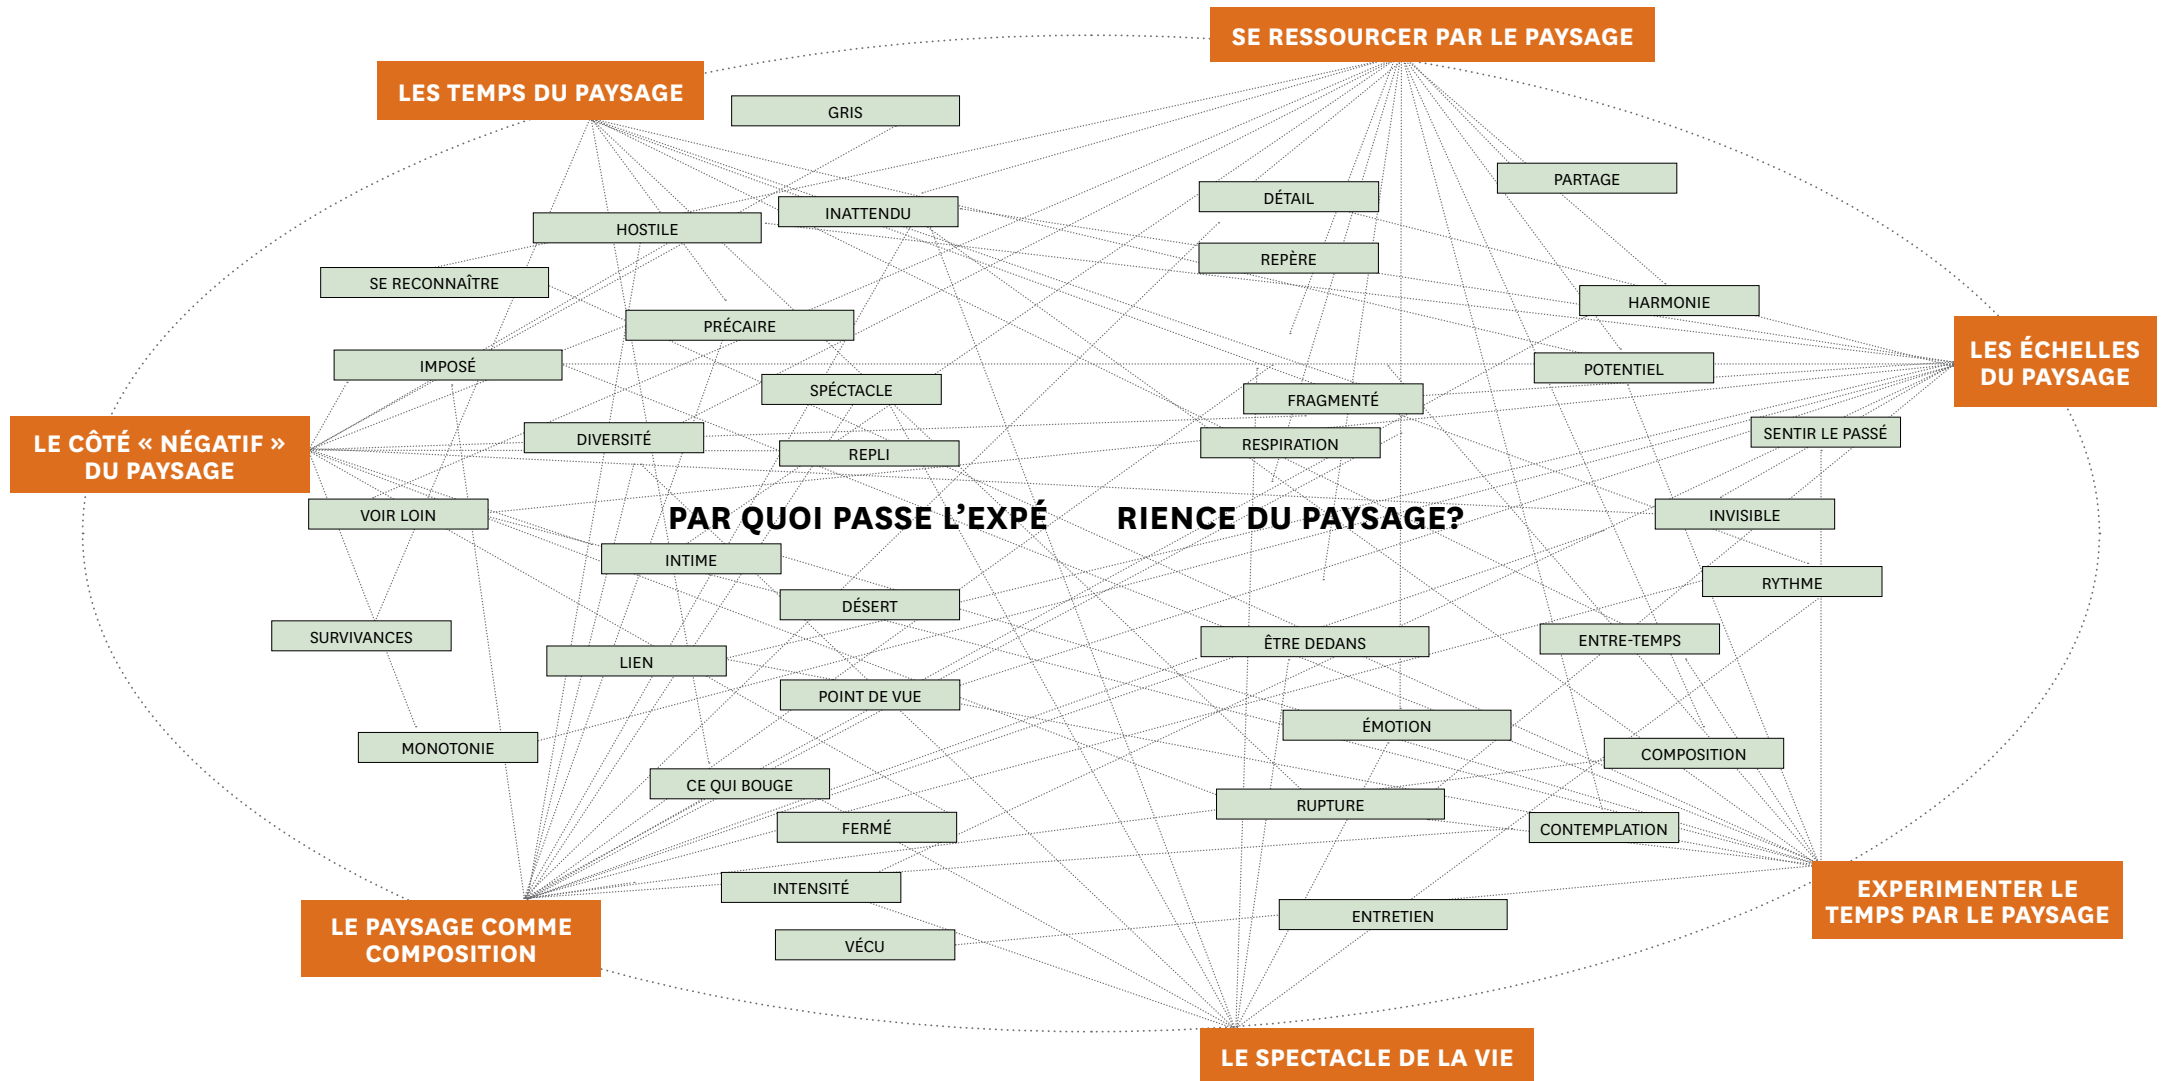 SE RESSOURCER PAR LE PAYSAGE
LES TEMPS DU PAYSAGE
GRIS
PARTAGE
DÉTAIL
INATTENDU
HOSTILE
REPÈRE
SE RECONNAÎTRE
HARMONIE
PRÉCAIRE
LES ÉCHELLES
DU PAYSAGE
IMPOSÉ
POTENTIEL
SPÉCTACLE
FRAGMENTÉ
SENTIR LE PASSÉ
LE CÔTÉ « NÉGATIF »
DU PAYSAGE
DIVERSITÉ
RESPIRATION
REPLI
VOIR LOIN
PAR QUOI PASSE L’EXPÉ RIENCE DU PAYSAGE?
INVISIBLE
INTIME
RYTHME
DÉSERT
SURVIVANCES
ÊTRE DEDANS
ENTRE-TEMPS
LIEN
POINT DE VUE
ÉMOTION
MONOTONIE
COMPOSITION
CE QUI BOUGE
RUPTURE
FERMÉ
CONTEMPLATION
INTENSITÉ
EXPERIMENTER LE
TEMPS PAR LE PAYSAGE
ENTRETIEN
LE PAYSAGE COMME
COMPOSITION
VÉCU
LE SPECTACLE DE LA VIE